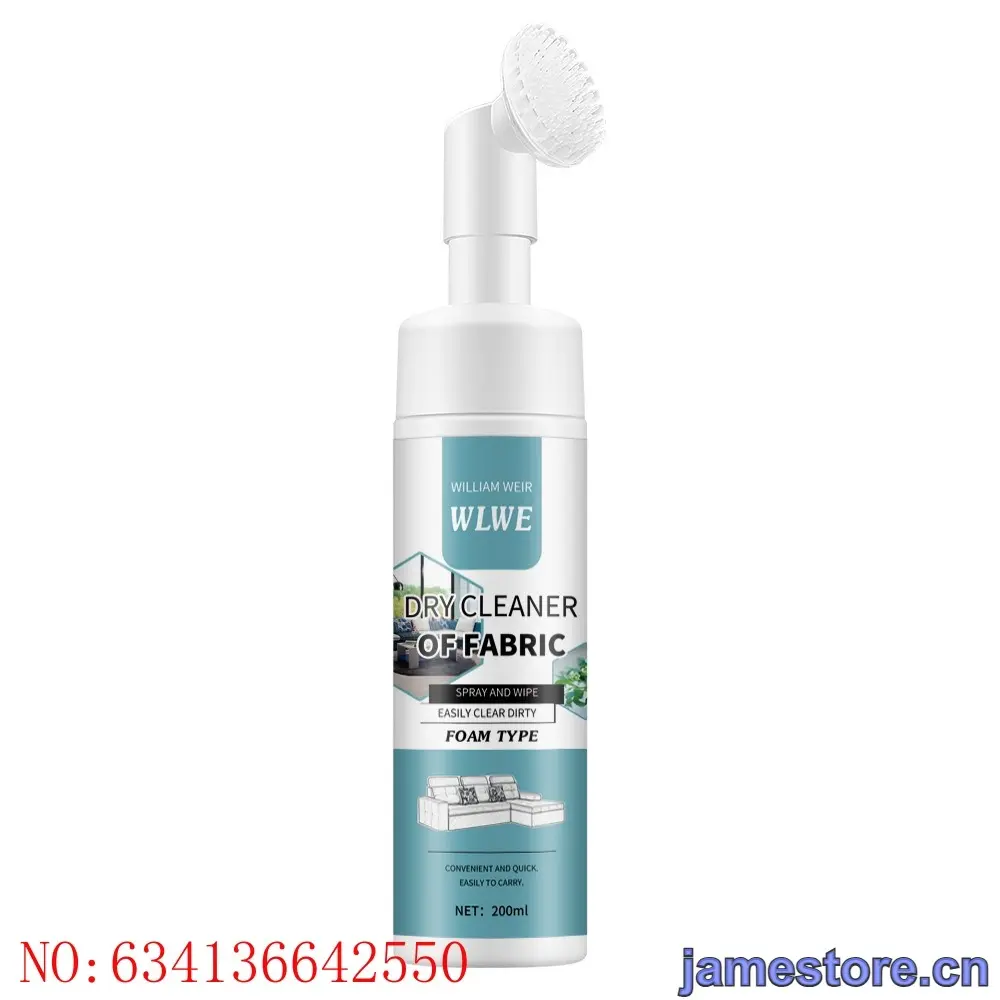 WILLIAM WEIR
WLWE
DRY CLEANER
OF FABRIC
SPRAY AND WIPE
EASILY CLEAR DIRTY
FOAM TYPE
CONVENIENT AND QUICK,
EASILY TO CARRY.
NET: 200ml
NO:634136642550
jamestore.cn